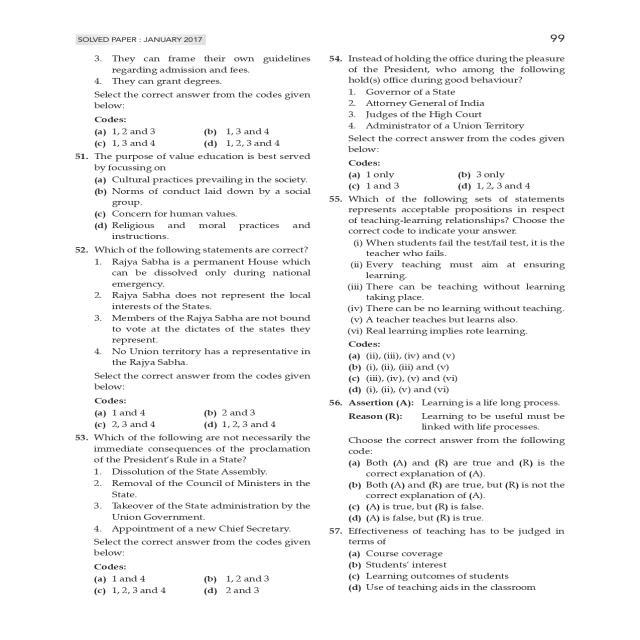 SOLVED PAPER : JANUARY 2017
99
3. They can frame their own guidelines
regarding admission and fees.
4. They can grant degrees.
Select the correct answer from the codes given
below:
Codes:
(a) 1, 2 and 3 (b) 1, 3 and 4
(c) 1, 3 and 4 (d) 1, 2, 3 and 4
51. The purpose of value education is best served
by focussing on
(a) Cultural practices prevailing in the society.
(b) Norms of conduct laid down by a social
group.
(c) Concern for human values.
(d) Religious and moral practices and
instructions.
52. Which of the following statements are correct?
1. Rajya Sabha is a permanent House which
can be dissolved only during national
emergency.
2. Rajya Sabha does not represent the local
interests of the States.
3. Members of the Rajya Sabha are not bound
to vote at the dictates of the states they
represent.
4. No Union territory has a representative in
the Rajya Sabha.
Select the correct answer from the codes given
below:
Codes:
(a) 1 and 4 (b) 2 and 3
(c) 2, 3 and 4 (d) 1, 2, 3 and 4
53. Which of the following are not necessarily the
immediate consequences of the proclamation
of the President's Rule in a State?
1. Dissolution of the State Assembly.
2. Removal of the Council of Ministers in the
State.
3. Takeover of the State administration by the
Union Government.
4. Appointment of a new Chief Secretary.
Select the correct answer from the codes given
below:
Codes:
(a) 1 and 4 (b) 1, 2 and 3
(c) 1, 2, 3 and 4 (d) 2 and 3
54. Instead of holding the office during the pleasure
of the President, who among the following
hold(s) office during good behaviour?
1. Governor of a State
2. Attorney General of India
3. Judges of the High Court
4. Administrator of a Union Territory
Select the correct answer from the codes given
below:
Codes:
(a) 1 only (b) 3 only
(c) 1 and 3 (d) 1, 2, 3 and 4
55. Which of the following sets of statements
represents acceptable propositions in respect
of teaching-learning relationships? Choose the
correct code to indicate your answer.
(i) When students fail the test/fail tet, it is the
teacher who fails.
(ii) Every teaching must aim at ensuring
learning.
(iii) There can be teaching without learning
taking place.
(iv) There can be no learning without teaching.
(v) A teacher teaches but learns also.
(vi) Real learning implies rote learning.
Codes:
(a) (ii), (iii), (iv) and (v)
(b) (i), (ii), (iii) and (v)
(c) (iii), (iv), (v) and (vi)
(d) (i), (ii), (v) and (vi)
56. Assertion (A): Learning is a life long process.
Reason (R): Learning to be useful must be
linked with life processes.
Choose the correct answer from the following
code:
(a) Both (A) and (R) are true and (R) is the
correct explanation of (A).
(b) Both (A) and (R) are true, but (R) is not the
correct explanation of (A).
(c) (A) is true, but (R) is false.
(d) (A) is false, but (R) is true.
57. Effectiveness of teaching has to be judged in
terms of
(a) Course coverage
(b) Students' interest
(c) Learning outcomes of students
(d) Use of teaching aids in the classroom